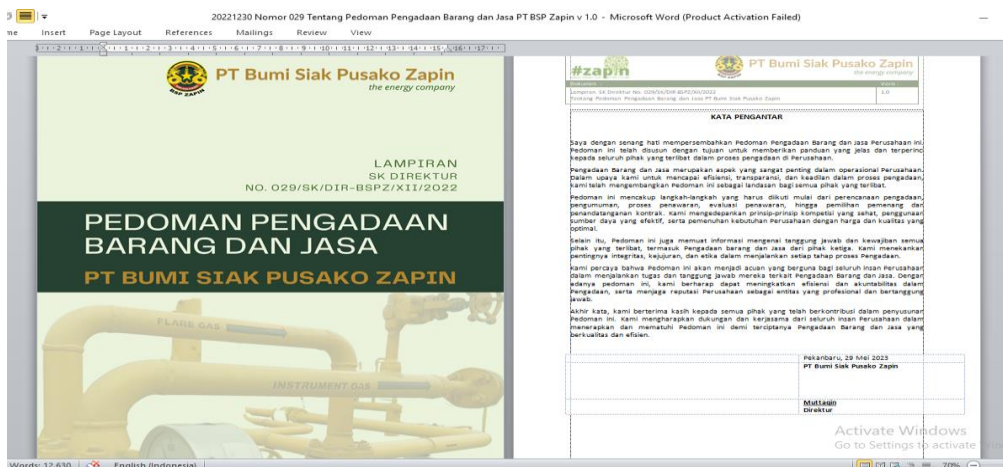 20221230 Nomor 029 Tentang Pedoman Pengadaan Barang dan Jasa PT BSP Zapin v 1.0 - Microsoft Word (Product Activation Failed)
Insert Page Layout References Mailings Review View
BSP ZAPIN
PT Bumi Siak Pusako Zapin
the energy company
LAMPIRAN
SK DIREKTUR
NO. 029/SK/DIR-BSPZ/XII/2022
PEDOMAN PENGADAAN
BARANG DAN JASA
PT BUMI SIAK PUSAKO ZAPIN
FLARE GAS
INSTRUMENT GAS
#zapin
PT Bumi Siak Pusako Zapin
the energy company
Lampiran SK Direktur No. 029/SK/DIR-BSPZ/XII/2022
Tentang Pedoman Pengadaan Barang dan Jasa PT Bumi Siak Pusako Zapin
1.0
KATA PENGANTAR
Saya dengan senang hati mempersembahkan Pedoman Pengadaan Barang dan Jasa Perusahaan ini.
Pedoman ini telah disusun dengan tujuan untuk memberikan panduan yang jelas dan terperinci
kepada seluruh pihak yang terlibat dalam proses pengadaan di Perusahaan.
Pengadaan Barang dan Jasa merupakan aspek yang sangat penting dalam operasional Perusahaan.
Dalam upaya kami untuk mencapai efisiensi, transparansi, dan keadilan dalam proses pengadaan,
kami telah mengembangkan Pedoman ini sebagai landasan bagi semua pihak yang terlibat.
Pedoman ini mencakup langkah-langkah yang harus diikuti mulai dari perencanaan pengadaan,
pengumuman, proses penawaran, evaluasi penawaran, hingga pemilihan pemenang dan
penandatanganan kontrak. Kami mengedepankan prinsip-prinsip kompetisi yang sehat, penggunaan
sumber daya yang efektif, serta pemenuhan kebutuhan Perusahaan dengan harga dan kualitas yang
optimal.
Selain itu, Pedoman ini juga memuat informasi mengenai tanggung jawab dan kewajiban semua
pihak yang terlibat, termasuk Pengadaan barang dan Jasa dari pihak ketiga. Kami menekankan
pentingnya integritas, kejujuran, dan etika dalam menjalankan setiap tahap proses Pengadaan.
Kami percaya bahwa Pedoman ini akan menjadi acuan yang berguna bagi seluruh insan Perusahaan
dalam menjalankan tugas dan tanggung jawab mereka terkait Pengadaan Barang dan Jasa. Dengan
adanya pedoman ini, kami berharap dapat meningkatkan efisiensi dan akuntabilitas dalam
Pengadaan, serta menjaga reputasi Perusahaan sebagai entitas yang profesional dan bertanggung
jawab.
Akhir kata, kami berterima kasih kepada semua pihak yang telah berkontribusi dalam penyusunan
Pedoman ini. Kami mengharapkan dukungan dan kerjasama dari seluruh insan Perusahaan dalam
menerapkan dan mematuhi Pedoman ini demi terciptanya Pengadaan Barang dan Jasa yang
berkualitas dan efisien.
Pekanbaru, 29 Mei 2023
PT Bumi Siak Pusako Zapin
Muttaqin
Direktur
Activate Windows
Go to Settings to activate
Words: 12.630 English (Indonesia) 70%